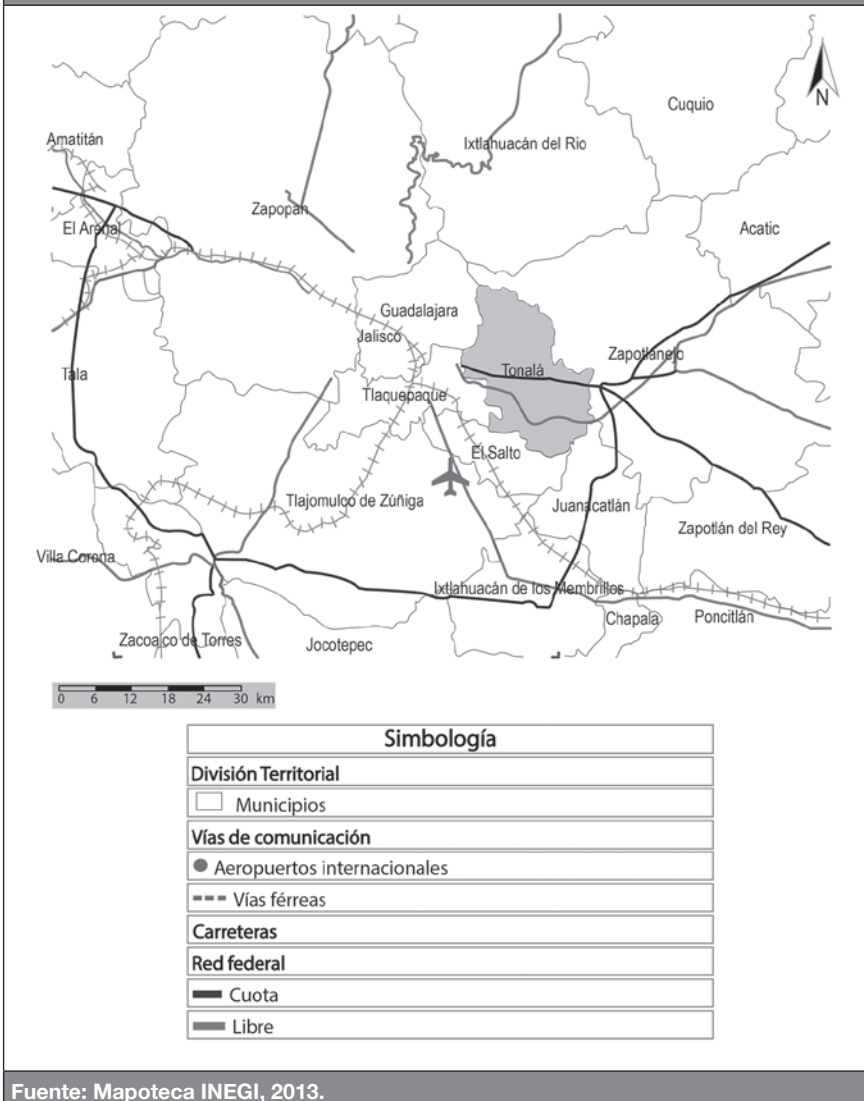 N
Cuquio
Amatitán
Ixtlahuacán del Rio
Zapopan
El Arenal
Acatic
Guadalajara
Jalisco
Zapotlanejo
Tala
Tonalá
Tlaquepaque
El Salto
Tlajomulco de Zúñiga
Juanacatlán
Zapotlán del Rey
Villa Corona
Ixtlahuacán de los Membrillos
Chapala
Poncitlán
Zacoalco de Torres
Jocotepec
0 6 12 18 24 30 km
Simbología
División Territorial
Municipios
Vías de comunicación
Aeropuertos internacionales
Vías férreas
Carreteras
Red federal
Cuota
Libre
Fuente: Mapoteca INEGI, 2013.